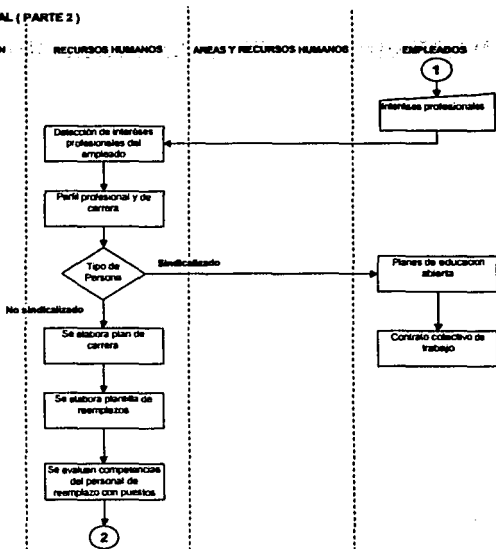 AL ( PARTE 2 )
N
RECURSOS HUMANOS
AREAS Y RECURSOS HUMANOS
EMPLEADOS
1
Intereses profesionales
Detección de interéses
profesionales del
empleado
Perfil profesional y de
carrera
Tipo de
Persona
Sindicalizado
Planes de educacion
abierta
No sindicalizado
Contrato colectivo de
trabajo
Se elabora plan de
carrera
Se elabora plantilla de
reemplazos
Se evaluan competencias
del personal de
reemplazo con puestos
2